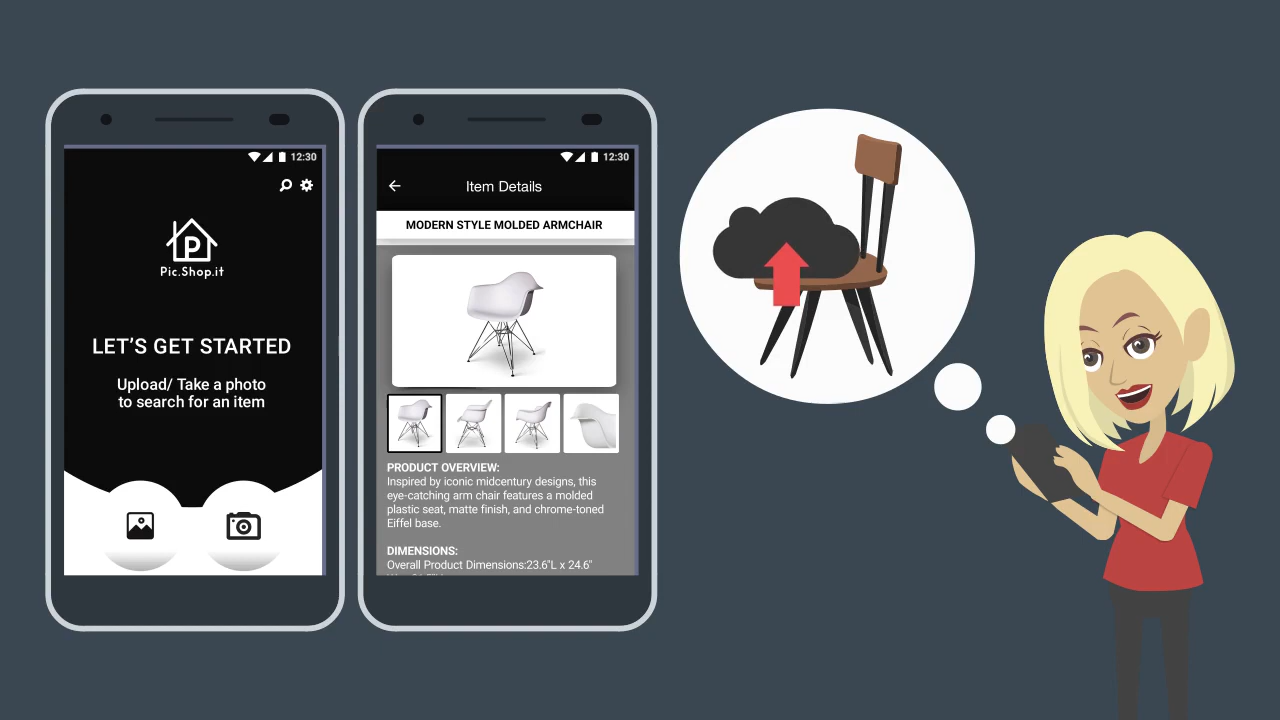 12:30
P
Pic.Shop.it
LET’S GET STARTED
Upload/ Take a photo
to search for an item
12:30
Item Details
MODERN STYLE MOLDED ARMCHAIR
PRODUCT OVERVIEW:
Inspired by iconic midcentury designs, this
eye-catching arm chair features a molded
plastic seat, matte finish, and chrome-toned
Eiffel base.
DIMENSIONS:
Overall Product Dimensions:23.6"L x 24.6"